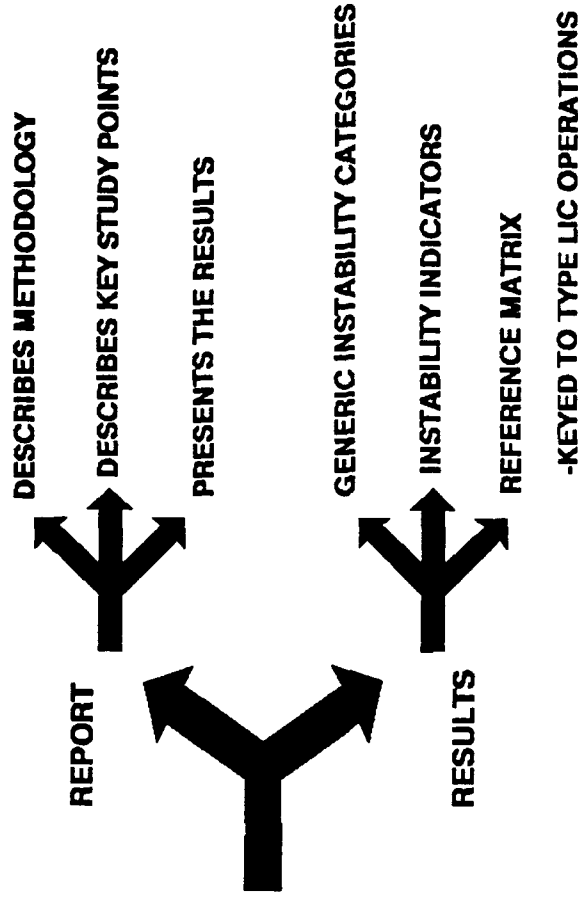 REPORT
DESCRIBES METHODOLOGY
DESCRIBES KEY STUDY POINTS
PRESENTS THE RESULTS
RESULTS
GENERIC INSTABILITY CATEGORIES
INSTABILITY INDICATORS
REFERENCE MATRIX
-KEYED TO TYPE LIC OPERATIONS